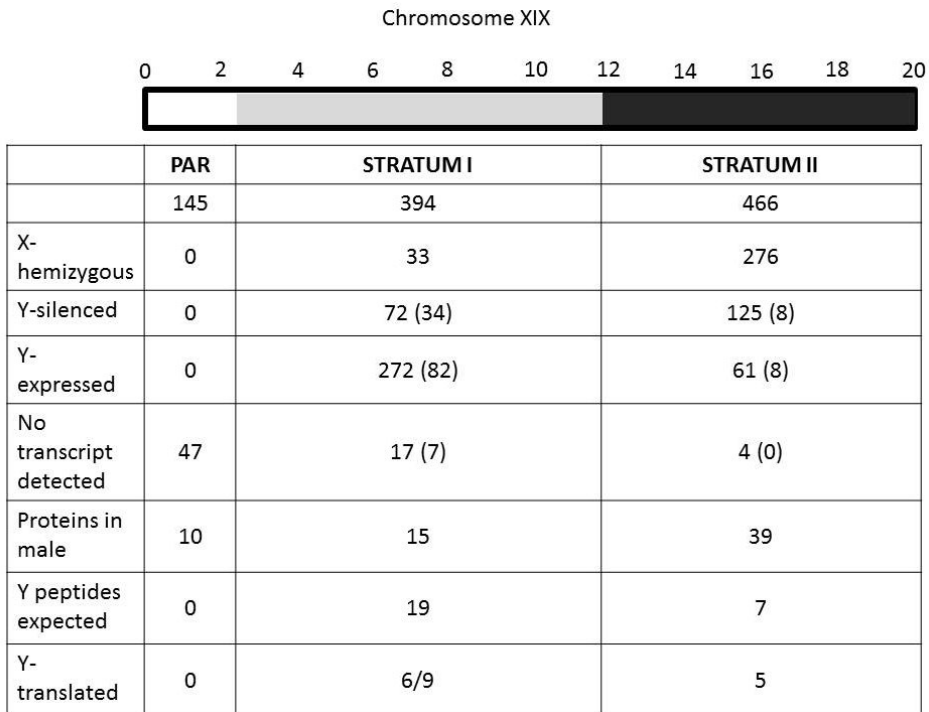 Chromosome XIX
0 2 4 6 8 10 12 14 16 18 20
PAR STRATUM I STRATUM II
145 394 466
X-
hemizygous 0 33 276
Y-silenced 0 72 (34) 125 (8)
Y-
expressed 0 272 (82) 61 (8)
No
transcript
detected 47 17 (7) 4 (0)
Proteins in
male 10 15 39
Y peptides
expected 0 19 7
Y-
translated 0 6/9 5